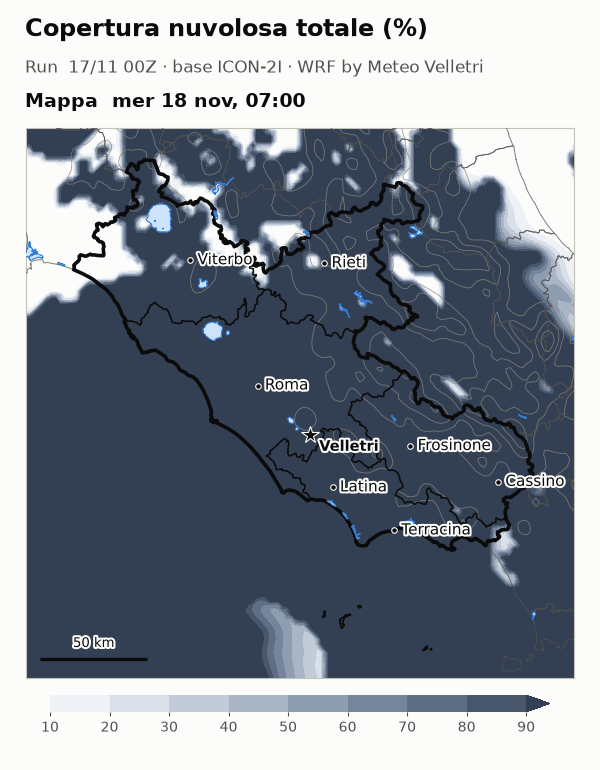 Copertura nuvolosa totale (%)
Run  17/11 00Z · base ICON-2I · WRF by Meteo Velletri
Mappa  mer 18 nov, 07:00
Viterbo
Rieti
Roma
Velletri
Frosinone
Latina
Cassino
Terracina
50 km
10 20 30 40 50 60 70 80 90